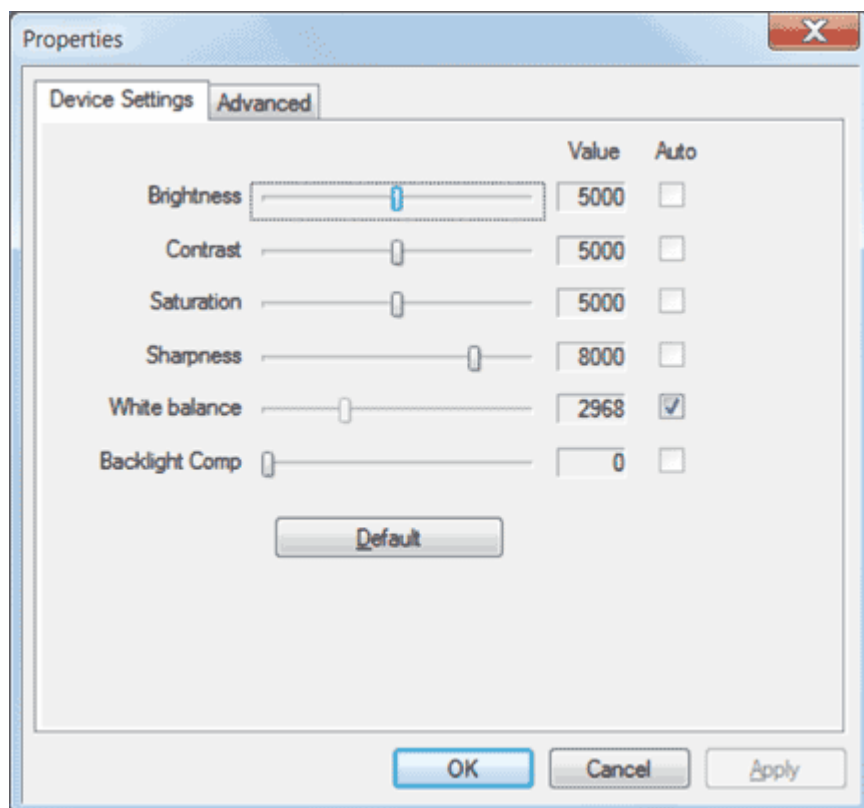 Properties
Device Settings Advanced
Value Auto
Brightness 5000
Contrast 5000
Saturation 5000
Sharpness 8000
White balance 2968
Backlight Comp 0
Default
OK Cancel Apply